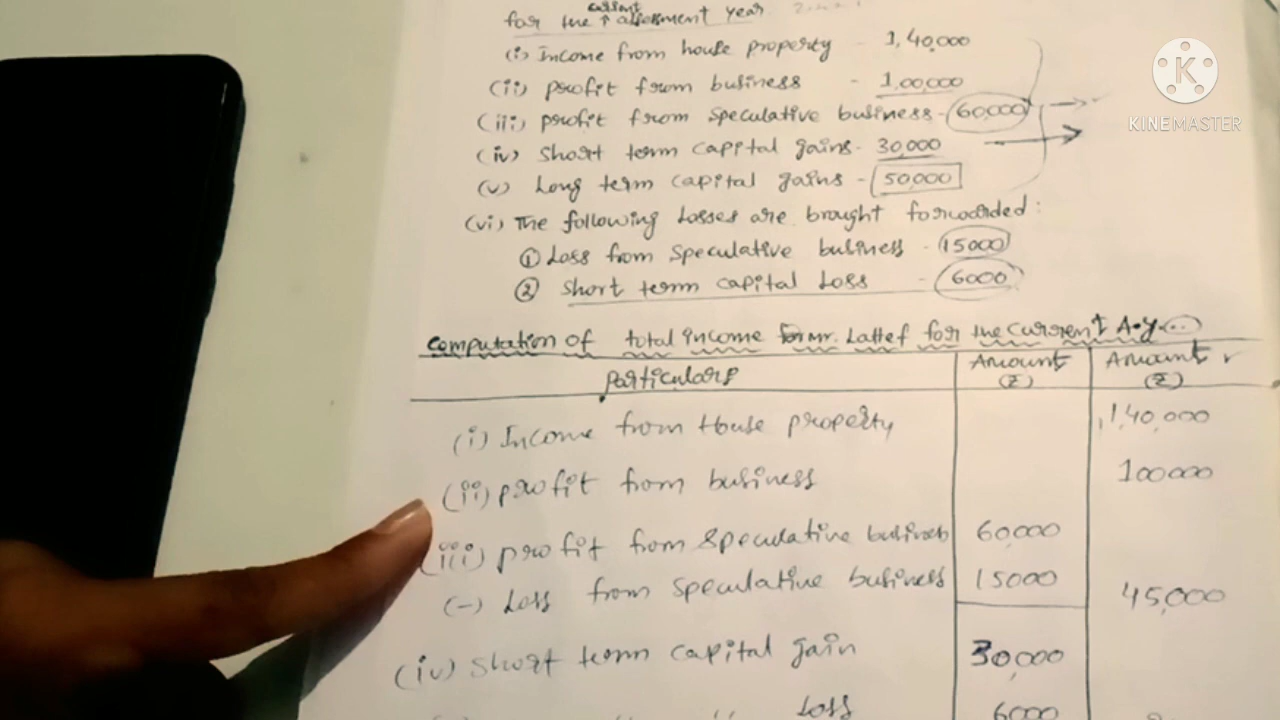 current
for the ↑ assessment year
(i) Income from house property - 1,40,000
(ii) profit from business - 1,00,000
(iii) profit from speculative business - 60,000
(iv) Short term capital gains - 30,000
(v) Long term capital gains - 50,000
(vi) The following Losses are brought forwarded :
① Loss from speculative business - 15000
② Short term capital Loss - 6000
Computation of total income for Mr. Lattef for the current A.y...
Particulars Amount (₹) Amount (₹)
(i) Income from House property 1,40,000
(ii) profit from business 100000
(iii) profit from speculative business 60,000
(-) Loss from speculative business 15000 45,000
(iv) Short term capital gain 30,000
Loss 6000
KINEMASTER